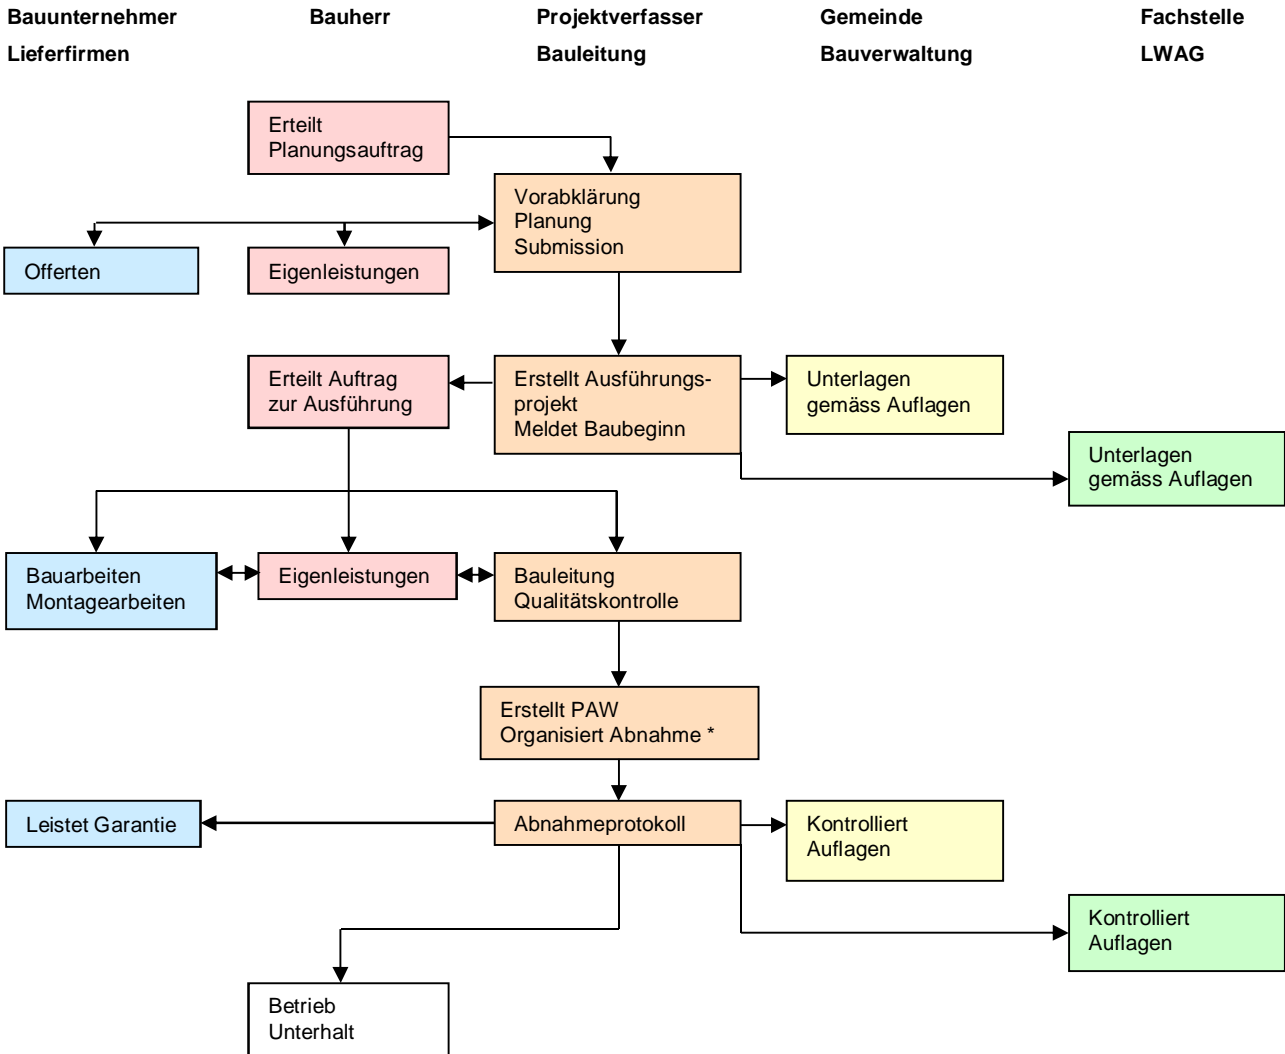 Bauunternehmer
Lieferfirmen
Bauherr
Projektverfasser
Bauleitung
Gemeinde
Bauverwaltung
Fachstelle
LWAG
Erteilt
Planungsauftrag
Vorabklärung
Planung
Submission
Offerten
Eigenleistungen
Erteilt Auftrag
zur Ausführung
Erstellt Ausführungs-
projekt
Meldet Baubeginn
Unterlagen
gemäss Auflagen
Unterlagen
gemäss Auflagen
Bauarbeiten
Montagearbeiten
Eigenleistungen
Bauleitung
Qualitätskontrolle
Erstellt PAW
Organisiert Abnahme *
Leistet Garantie
Abnahmeprotokoll
Kontrolliert
Auflagen
Kontrolliert
Auflagen
Betrieb
Unterhalt